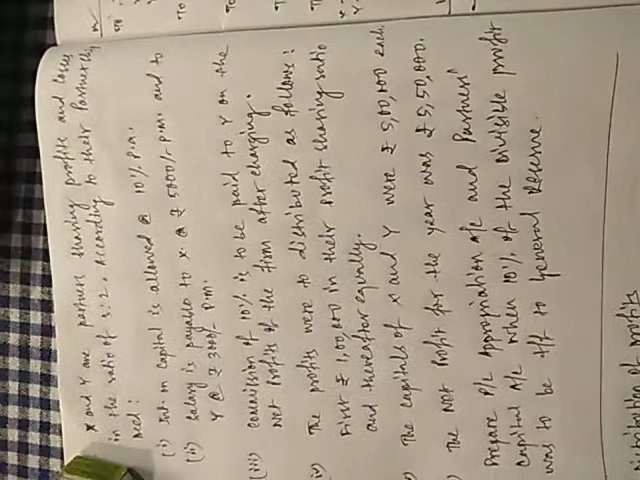 X and Y are partners sharing profits and losses
in the ratio of 3:2. According to their Partnership
Deed:
(i) Int. on Capital is allowed @ 10% P.A.
(ii) Salary is payable to X @ ₹ 5000/- P.M. and to
Y @ ₹ 3000/- P.M.
(iii) Commission of 10% is to be paid to Y on the
Net Profits of the firm after charging.
iv) The profits were to distributed as follows:
First ₹ 1,00,000 in their profit sharing ratio
and thereafter equally.
) The capitals of X and Y were ₹ 5,00,000 each.
) The Net Profit for the year was ₹ 5,50,000.
Prepare P/L Appropriation A/c and Partners'
Capital A/c when 10% of the divisible profit
was to be t/f to General Reserve.
distribution of profits